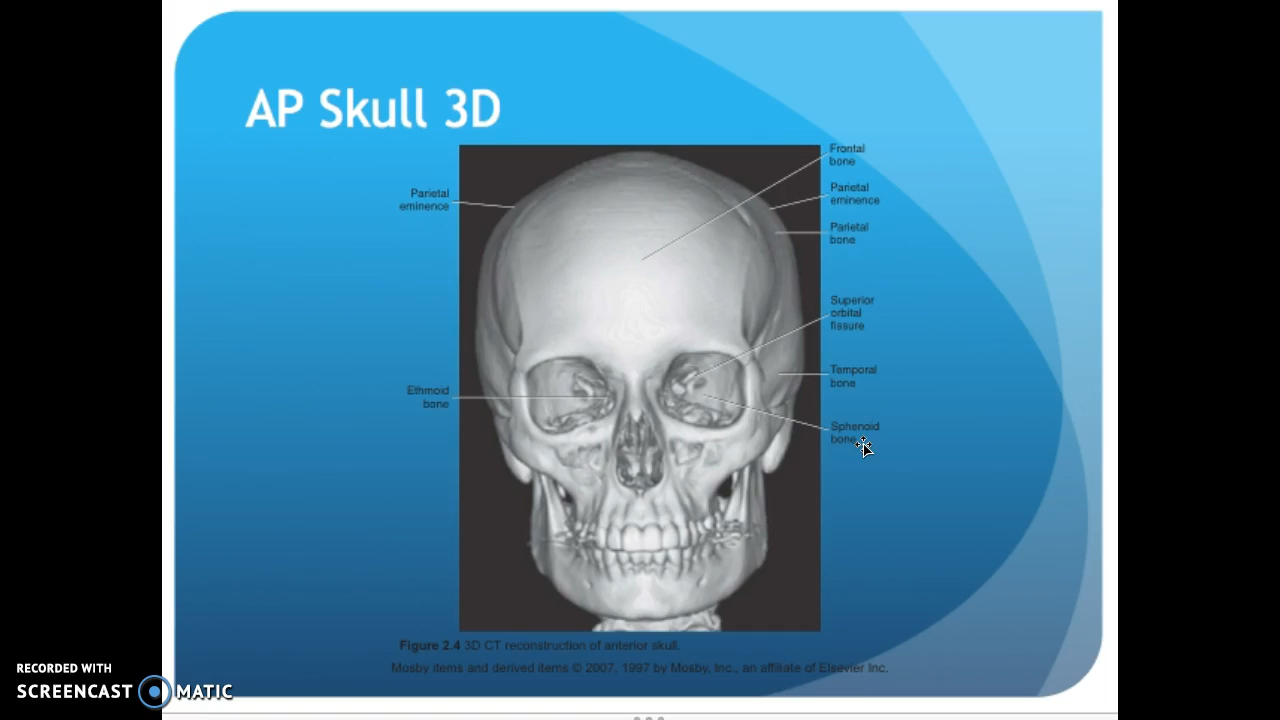 AP Skull 3D
Frontal
bone
Parietal
eminence
Parietal
eminence
Parietal
bone
Superior
orbital
fissure
Temporal
bone
Ethmoid
bone
Sphenoid
bone
Figure 2.4 3D CT reconstruction of anterior skull.
Mosby items and derived items © 2007, 1997 by Mosby, Inc., an affiliate of Elsevier Inc.
RECORDED WITH
SCREENCAST MATIC